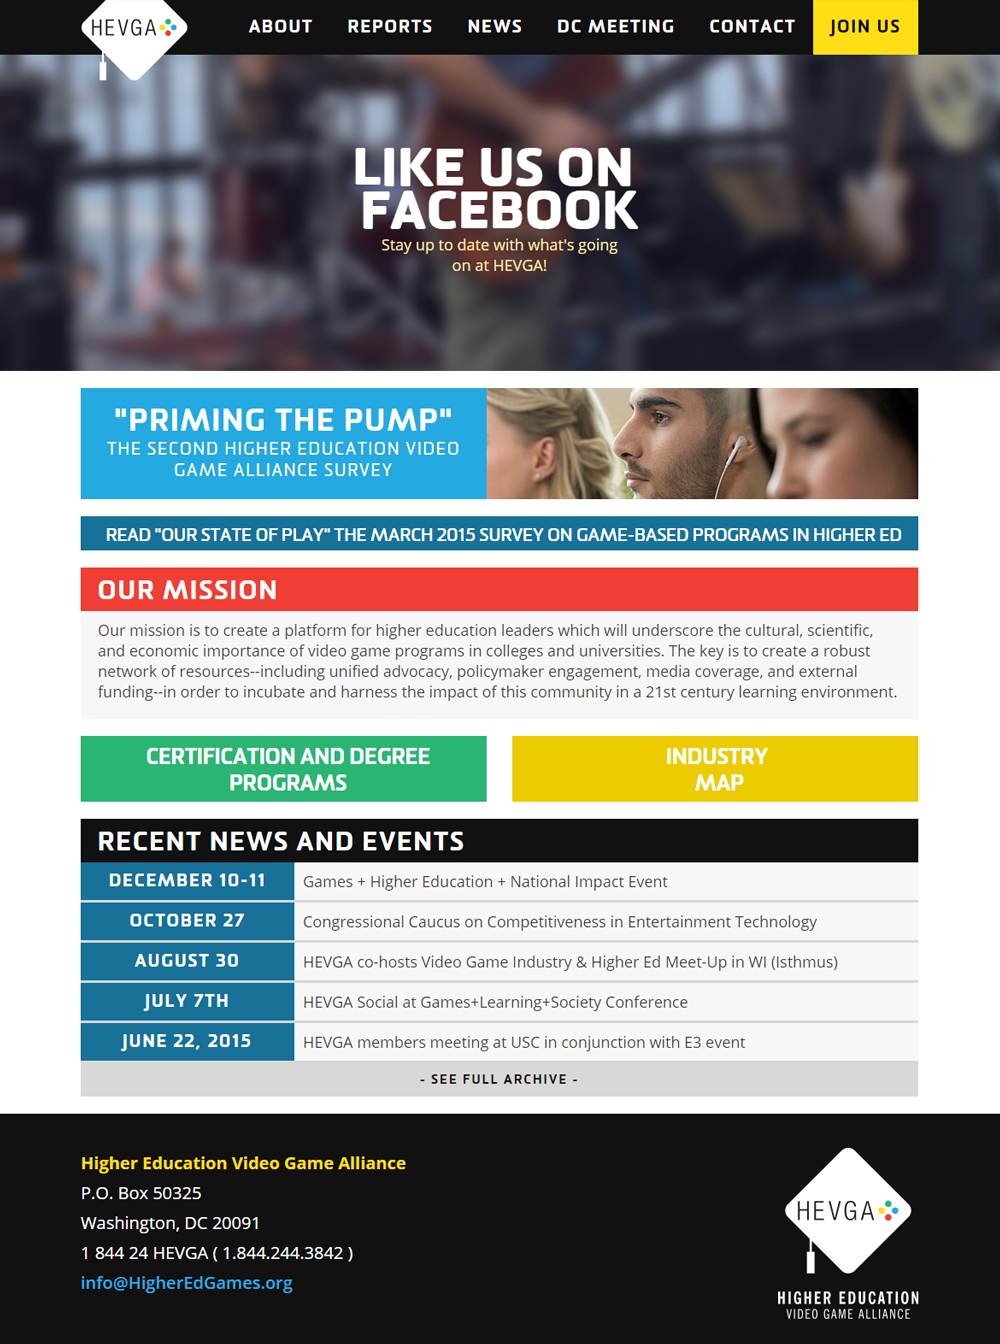 HEVGA
ABOUT REPORTS NEWS DC MEETING CONTACT JOIN US
LIKE US ON
FACEBOOK
Stay up to date with what's going
on at HEVGA!
"PRIMING THE PUMP"
THE SECOND HIGHER EDUCATION VIDEO
GAME ALLIANCE SURVEY
READ "OUR STATE OF PLAY" THE MARCH 2015 SURVEY ON GAME-BASED PROGRAMS IN HIGHER ED
OUR MISSION
Our mission is to create a platform for higher education leaders which will underscore the cultural, scientific,
and economic importance of video game programs in colleges and universities. The key is to create a robust
network of resources--including unified advocacy, policymaker engagement, media coverage, and external
funding--in order to incubate and harness the impact of this community in a 21st century learning environment.
CERTIFICATION AND DEGREE
PROGRAMS
INDUSTRY
MAP
RECENT NEWS AND EVENTS
DECEMBER 10-11 Games + Higher Education + National Impact Event
OCTOBER 27 Congressional Caucus on Competitiveness in Entertainment Technology
AUGUST 30 HEVGA co-hosts Video Game Industry & Higher Ed Meet-Up in WI (Isthmus)
JULY 7TH HEVGA Social at Games+Learning+Society Conference
JUNE 22, 2015 HEVGA members meeting at USC in conjunction with E3 event
- SEE FULL ARCHIVE -
Higher Education Video Game Alliance
P.O. Box 50325
Washington, DC 20091
1 844 24 HEVGA ( 1.844.244.3842 )
info@HigherEdGames.org
HEVGA
HIGHER EDUCATION
VIDEO GAME ALLIANCE